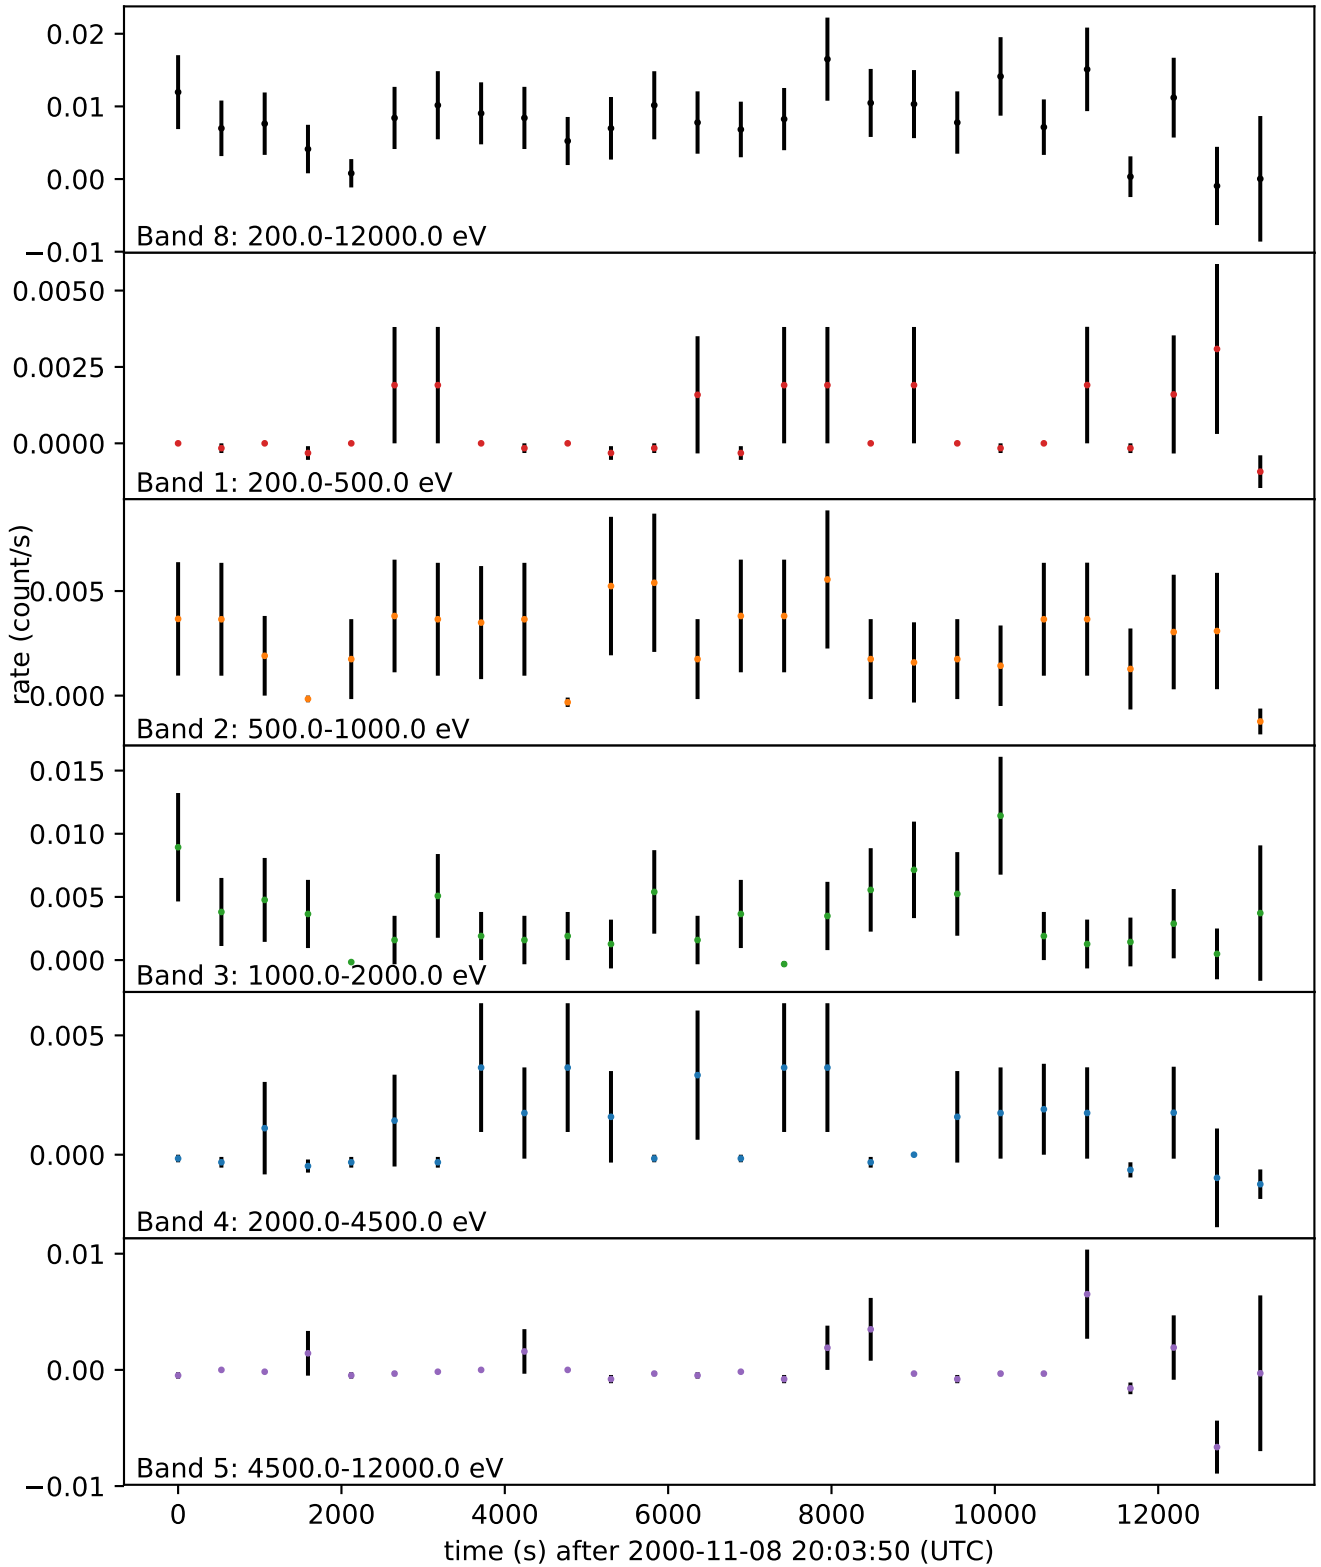 0.02
0.01
0.00
−0.01
Band 8: 200.0-12000.0 eV
0.0050
0.0025
0.0000
Band 1: 200.0-500.0 eV
rate (count/s)
0.005
0.000
Band 2: 500.0-1000.0 eV
0.015
0.010
0.005
0.000
Band 3: 1000.0-2000.0 eV
0.005
0.000
Band 4: 2000.0-4500.0 eV
0.01
0.00
−0.01
Band 5: 4500.0-12000.0 eV
0 2000 4000 6000 8000 10000 12000
time (s) after 2000-11-08 20:03:50 (UTC)